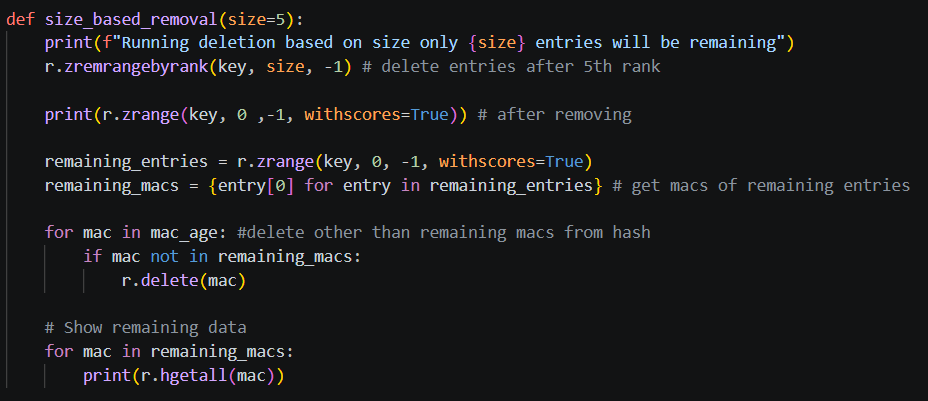 def size_based_removal(size=5):
    print(f"Running deletion based on size only {size} entries will be remaining")
    r.zremrangebyrank(key, size, -1) # delete entries after 5th rank

    print(r.zrange(key, 0 ,-1, withscores=True)) # after removing

    remaining_entries = r.zrange(key, 0, -1, withscores=True)
    remaining_macs = {entry[0] for entry in remaining_entries} # get macs of remaining entries

    for mac in mac_age: #delete other than remaining macs from hash
        if mac not in remaining_macs:
            r.delete(mac)

    # Show remaining data
    for mac in remaining_macs:
        print(r.hgetall(mac))